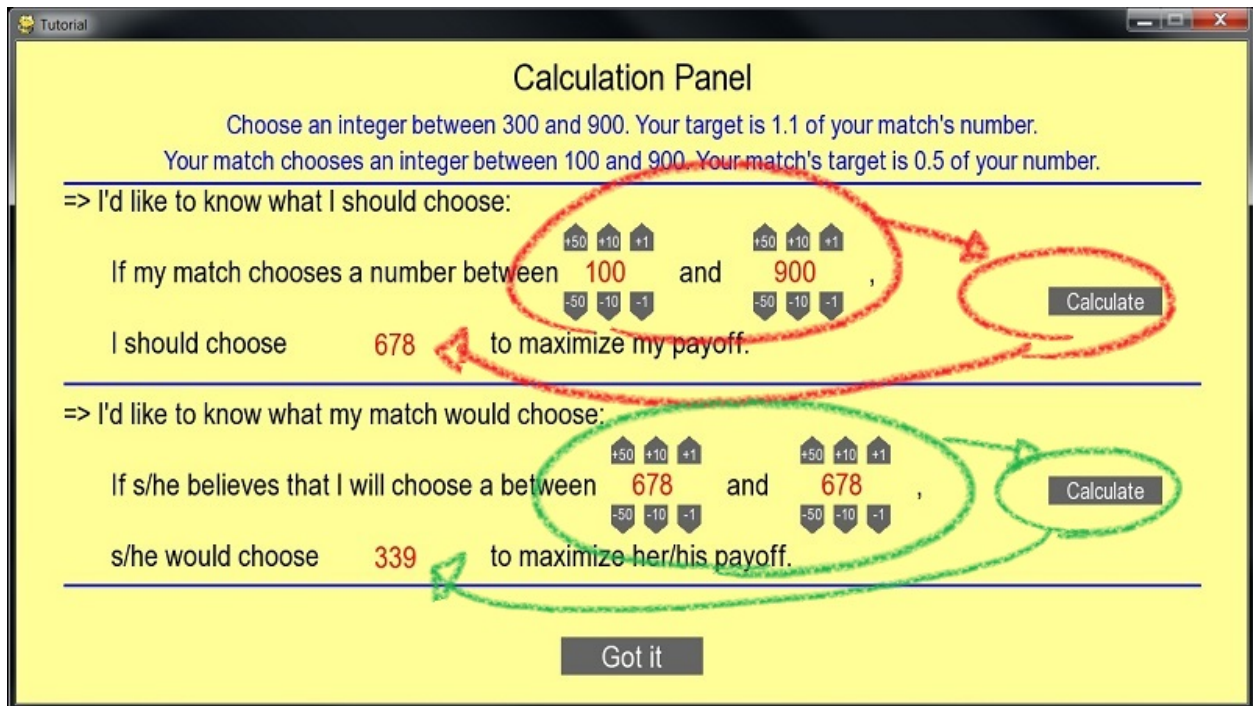 Tutorial
Calculation Panel
Choose an integer between 300 and 900. Your target is 1.1 of your match's number.
Your match chooses an integer between 100 and 900. Your match's target is 0.5 of your number.
=> I'd like to know what I should choose:
+50 +10 +1 +50 +10 +1
If my match chooses a number between 100 and 900 ,
-50 -10 -1 -50 -10 -1
Calculate
I should choose 678 to maximize my payoff.
=> I'd like to know what my match would choose:
+50 +10 +1 +50 +10 +1
If s/he believes that I will choose a between 678 and 678 ,
Calculate
-50 -10 -1 -50 -10 -1
s/he would choose 339 to maximize her/his payoff.
Got it